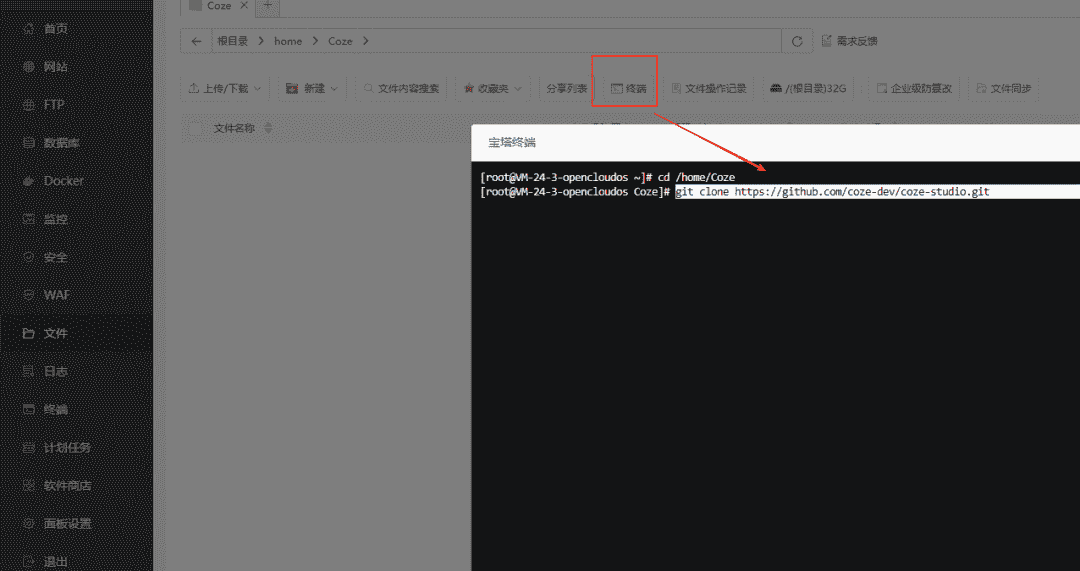 Coze
根目录 > home > Coze >
需求反馈
上传/下载 新建 文件内容搜索 收藏夹 分享列表 终端 文件操作记录 /(根目录)32G 企业级防篡改 文件同步
文件名称
首页
网站
FTP
数据库
Docker
监控
安全
WAF
文件
日志
终端
计划任务
软件商店
面板设置
退出
宝塔终端
[root@VM-24-3-opencloudos ~]# cd /home/Coze
[root@VM-24-3-opencloudos Coze]# git clone https://github.com/coze-dev/coze-studio.git